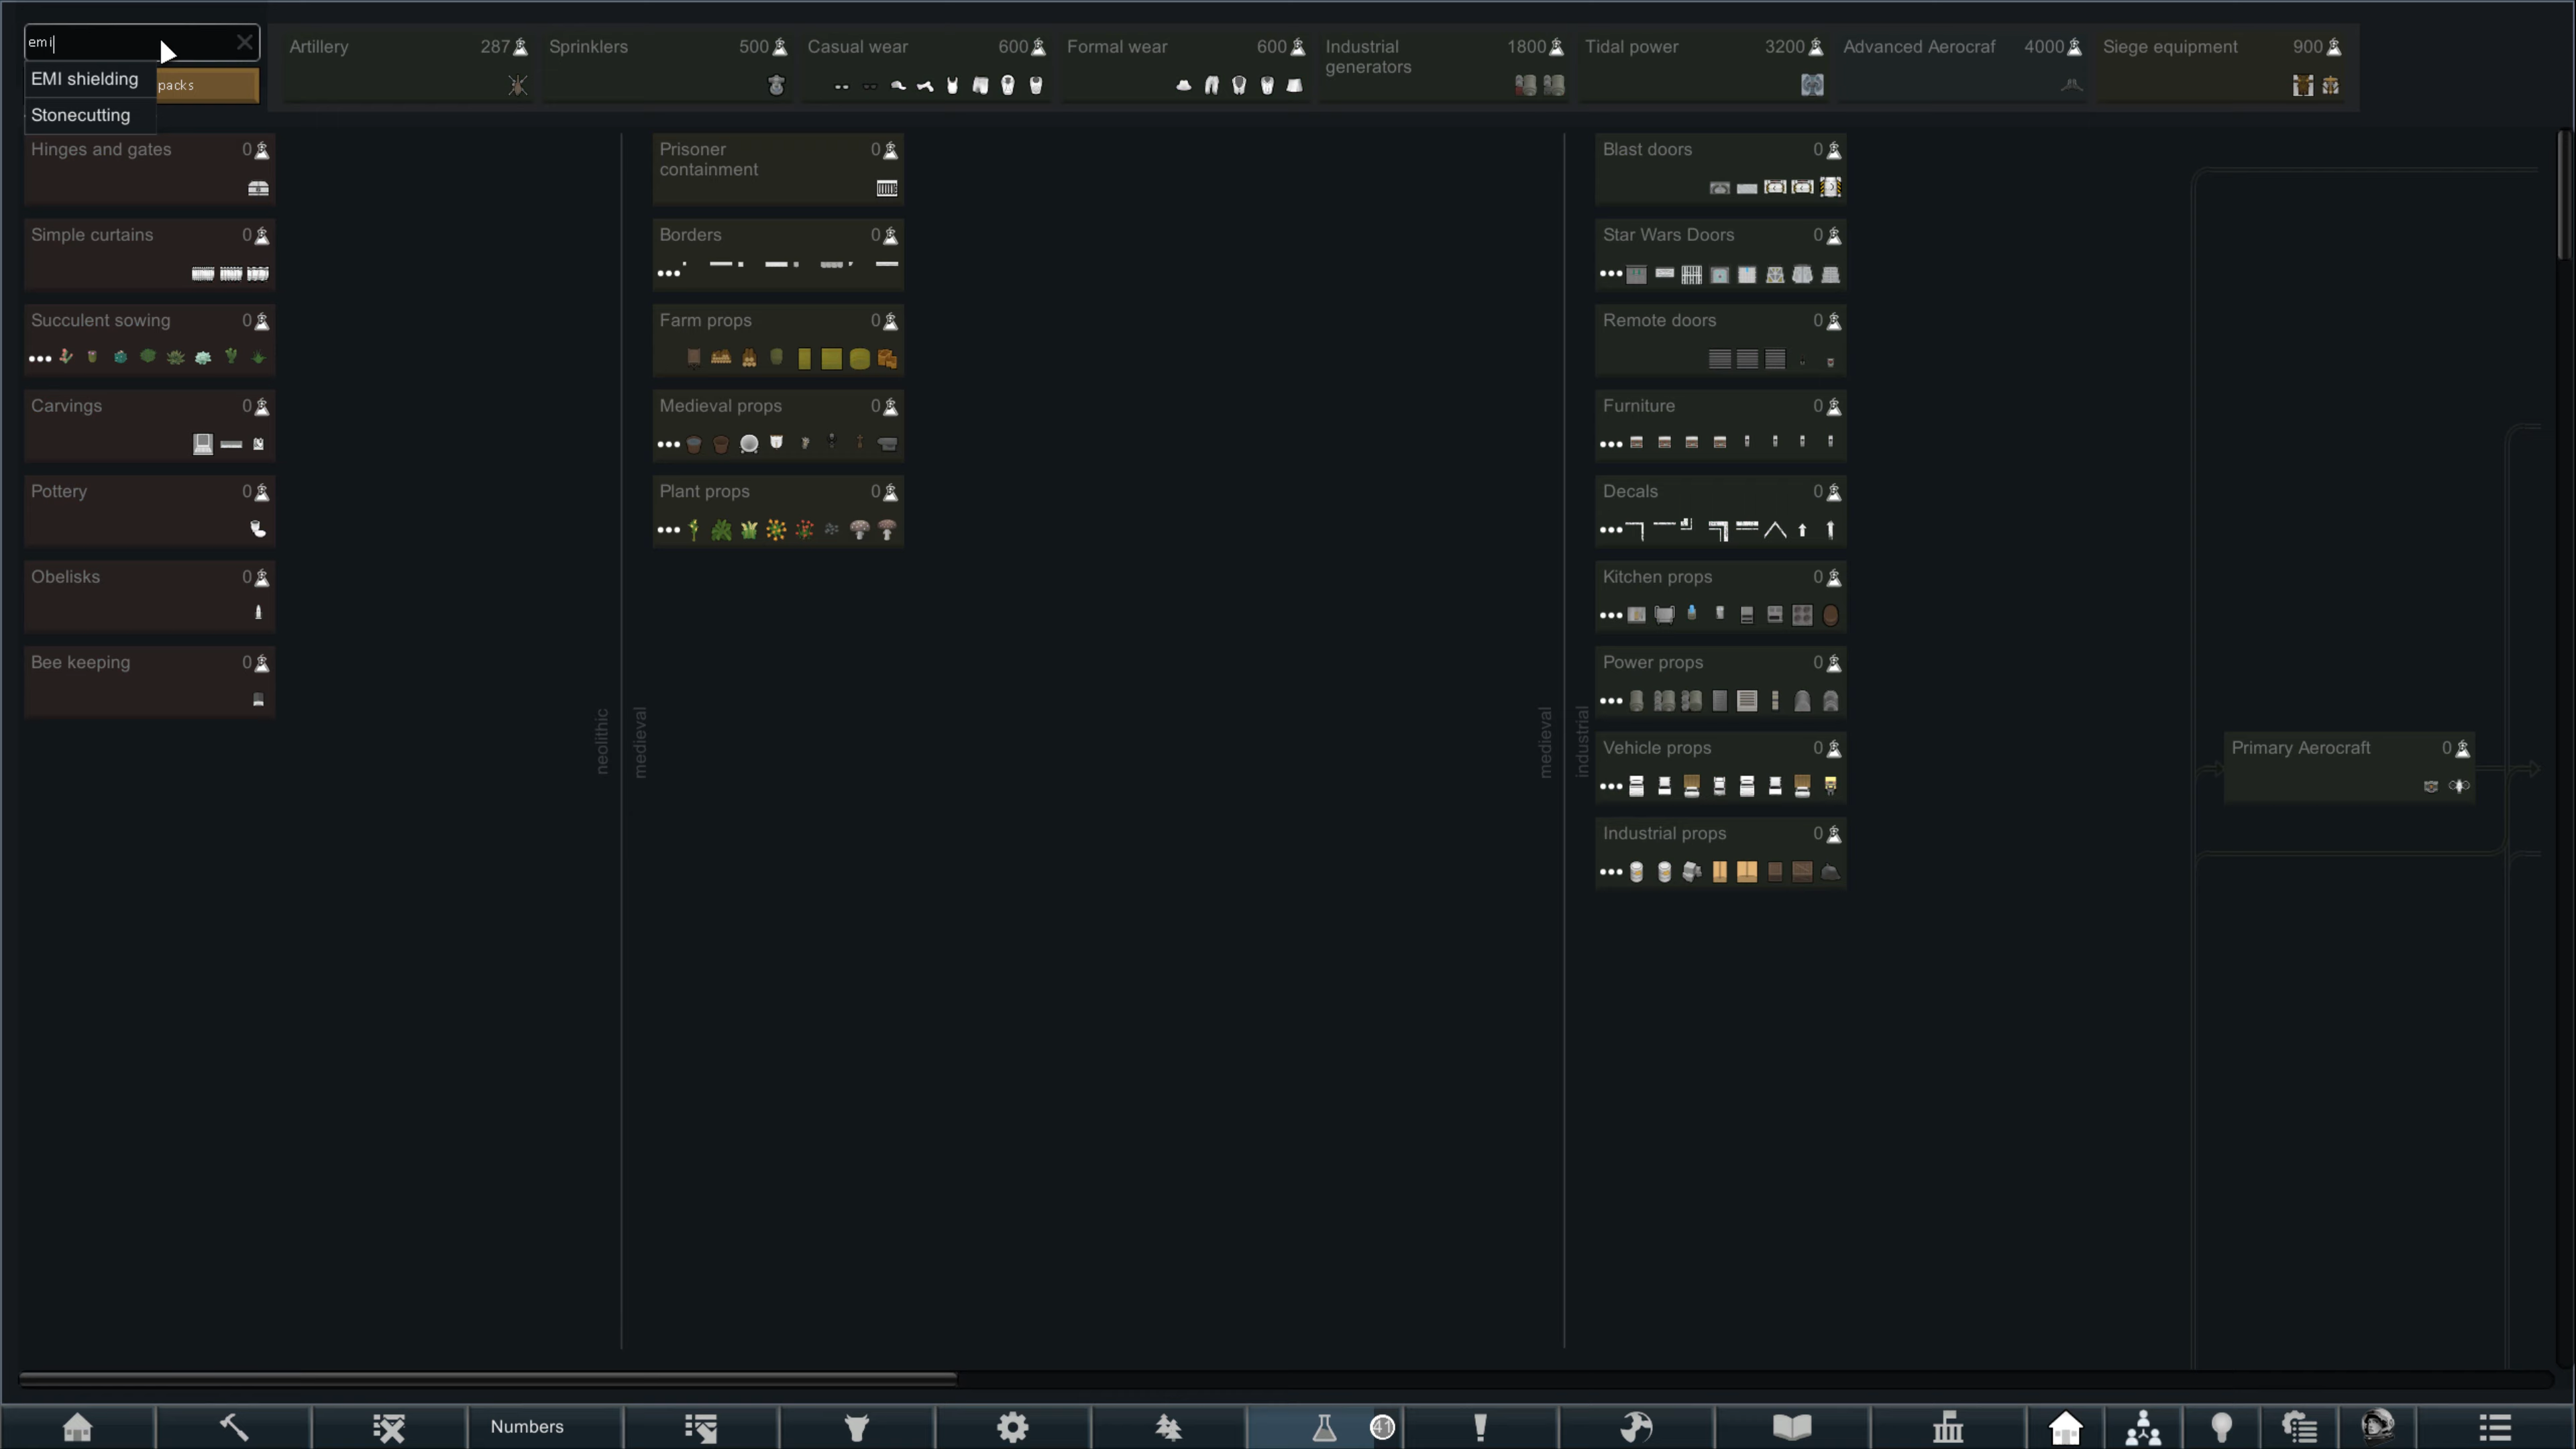 emi
EMI shielding
Stonecutting
packs
Artillery 287
Sprinklers 500
Casual wear 600
Formal wear 600
Industrial generators 1800
Tidal power 3200
Advanced Aerocraf 4000
Siege equipment 900
Hinges and gates 0
Simple curtains 0
Succulent sowing 0
Carvings 0
Pottery 0
Obelisks 0
Bee keeping 0
neolithic
medieval
Prisoner containment 0
Borders 0
Farm props 0
Medieval props 0
Plant props 0
medieval
industrial
Blast doors 0
Star Wars Doors 0
Remote doors 0
Furniture 0
Decals 0
Kitchen props 0
Power props 0
Vehicle props 0
Industrial props 0
Primary Aerocraft 0
Numbers
41